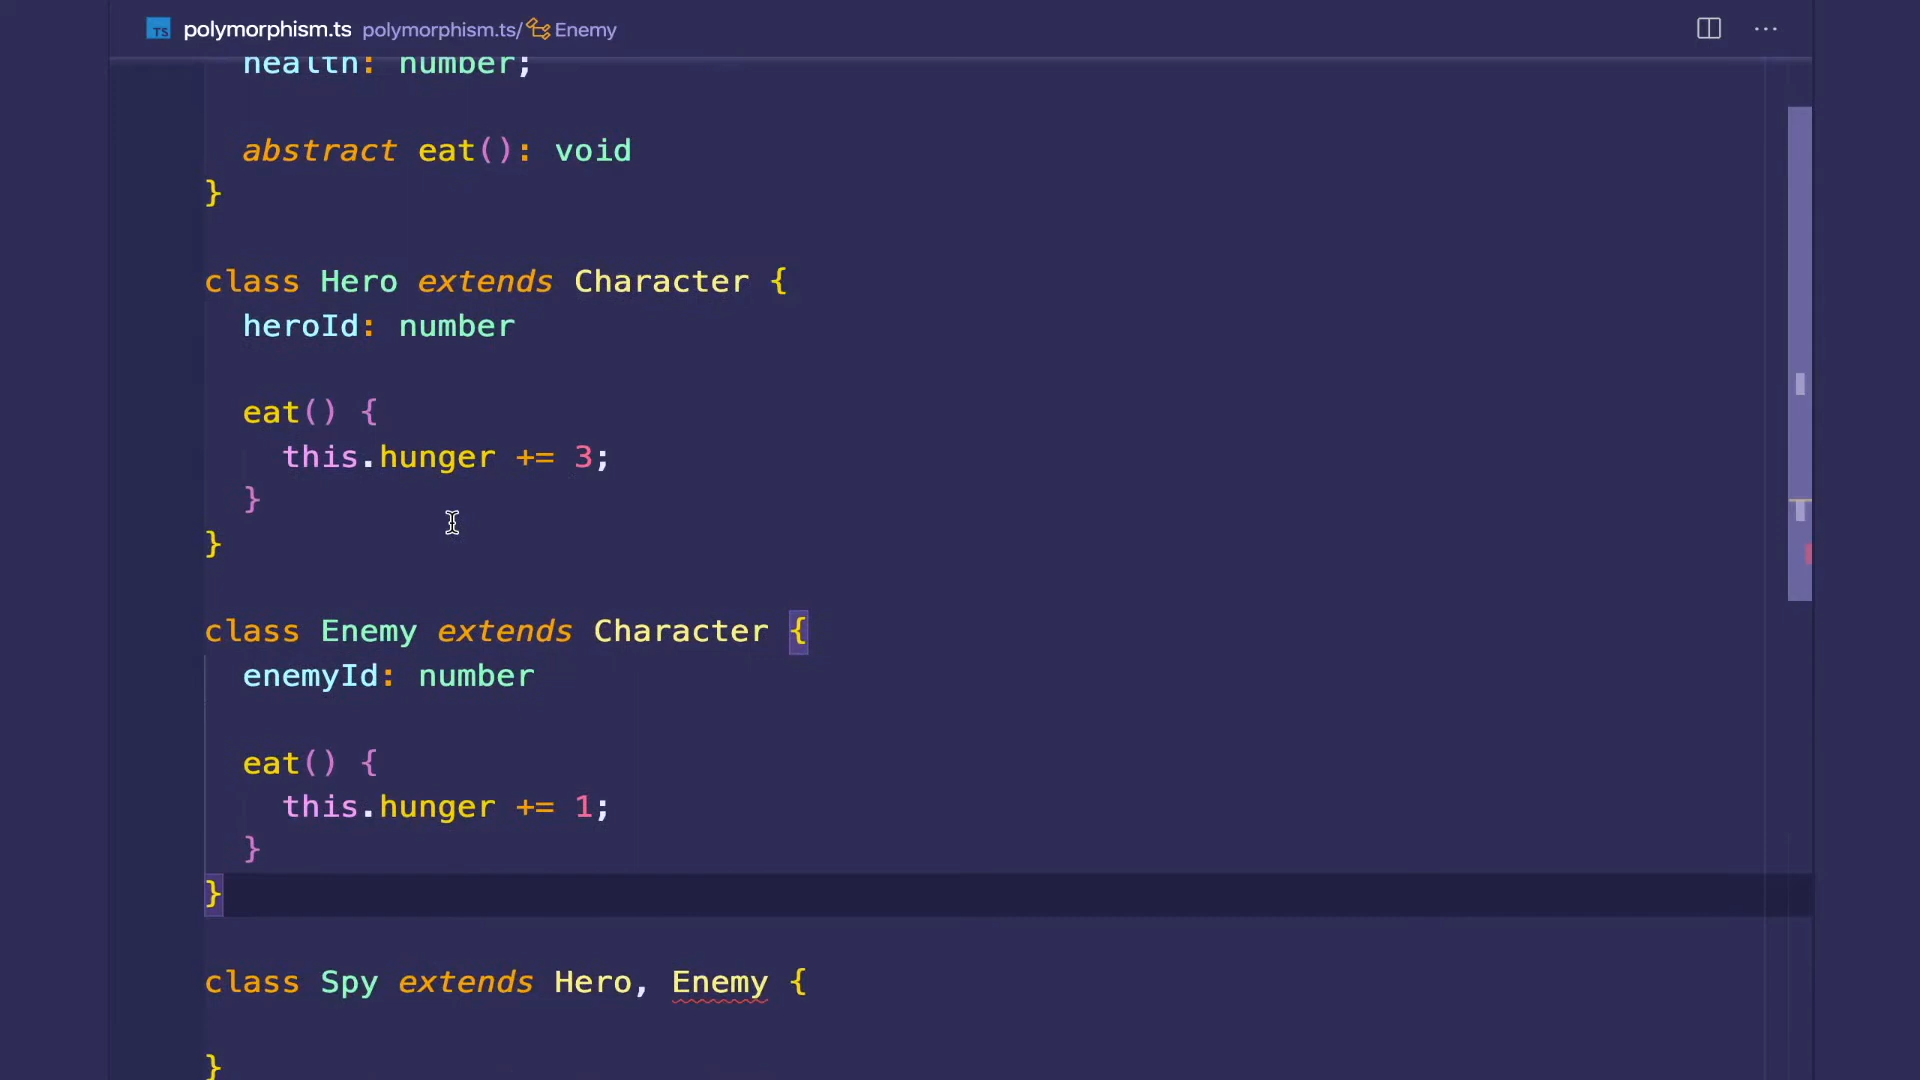 polymorphism.ts polymorphism.ts/ Enemy
health: number;
abstract eat(): void
}
class Hero extends Character {
heroId: number
eat() {
this.hunger += 3;
}
}
class Enemy extends Character {
enemyId: number
eat() {
this.hunger += 1;
}
}
class Spy extends Hero, Enemy {
}